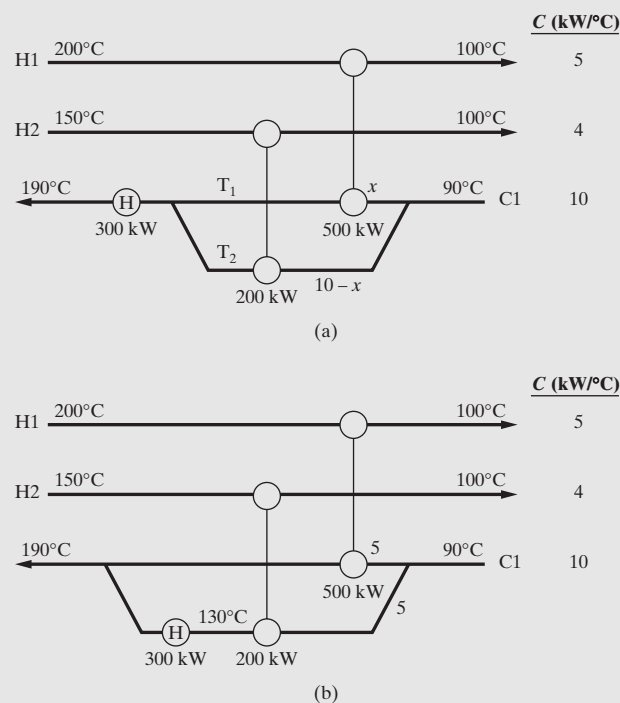 C (kW/°C)
H1 200°C 100°C 5
H2 150°C 100°C 4
190°C H T₁ x 90°C C1 10
300 kW 500 kW
T₂
200 kW 10 – x
(a)
C (kW/°C)
H1 200°C 100°C 5
H2 150°C 100°C 4
190°C 5 90°C C1 10
500 kW
H 130°C 5
300 kW 200 kW
(b)